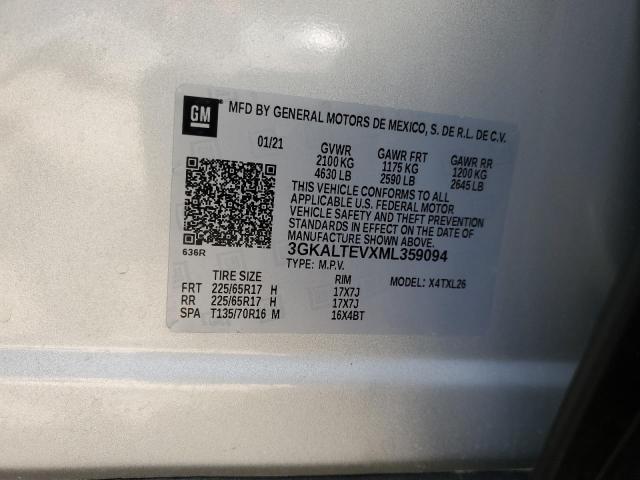 GM
MFD BY GENERAL MOTORS DE MEXICO, S. DE R.L. DE C.V.
01/21 GVWR GAWR FRT GAWR RR
2100 KG 1175 KG 1200 KG
4630 LB 2590 LB 2645 LB
THIS VEHICLE CONFORMS TO ALL
APPLICABLE U.S. FEDERAL MOTOR
VEHICLE SAFETY AND THEFT PREVENTION
STANDARDS IN EFFECT ON THE DATE OF
MANUFACTURE SHOWN ABOVE.
636R 3GKALTEVXML359094
TYPE: M.P.V. MODEL: X4TXL26
TIRE SIZE RIM
FRT 225/65R17 H 17X7J
RR 225/65R17 H 17X7J
SPA T135/70R16 M 16X4BT